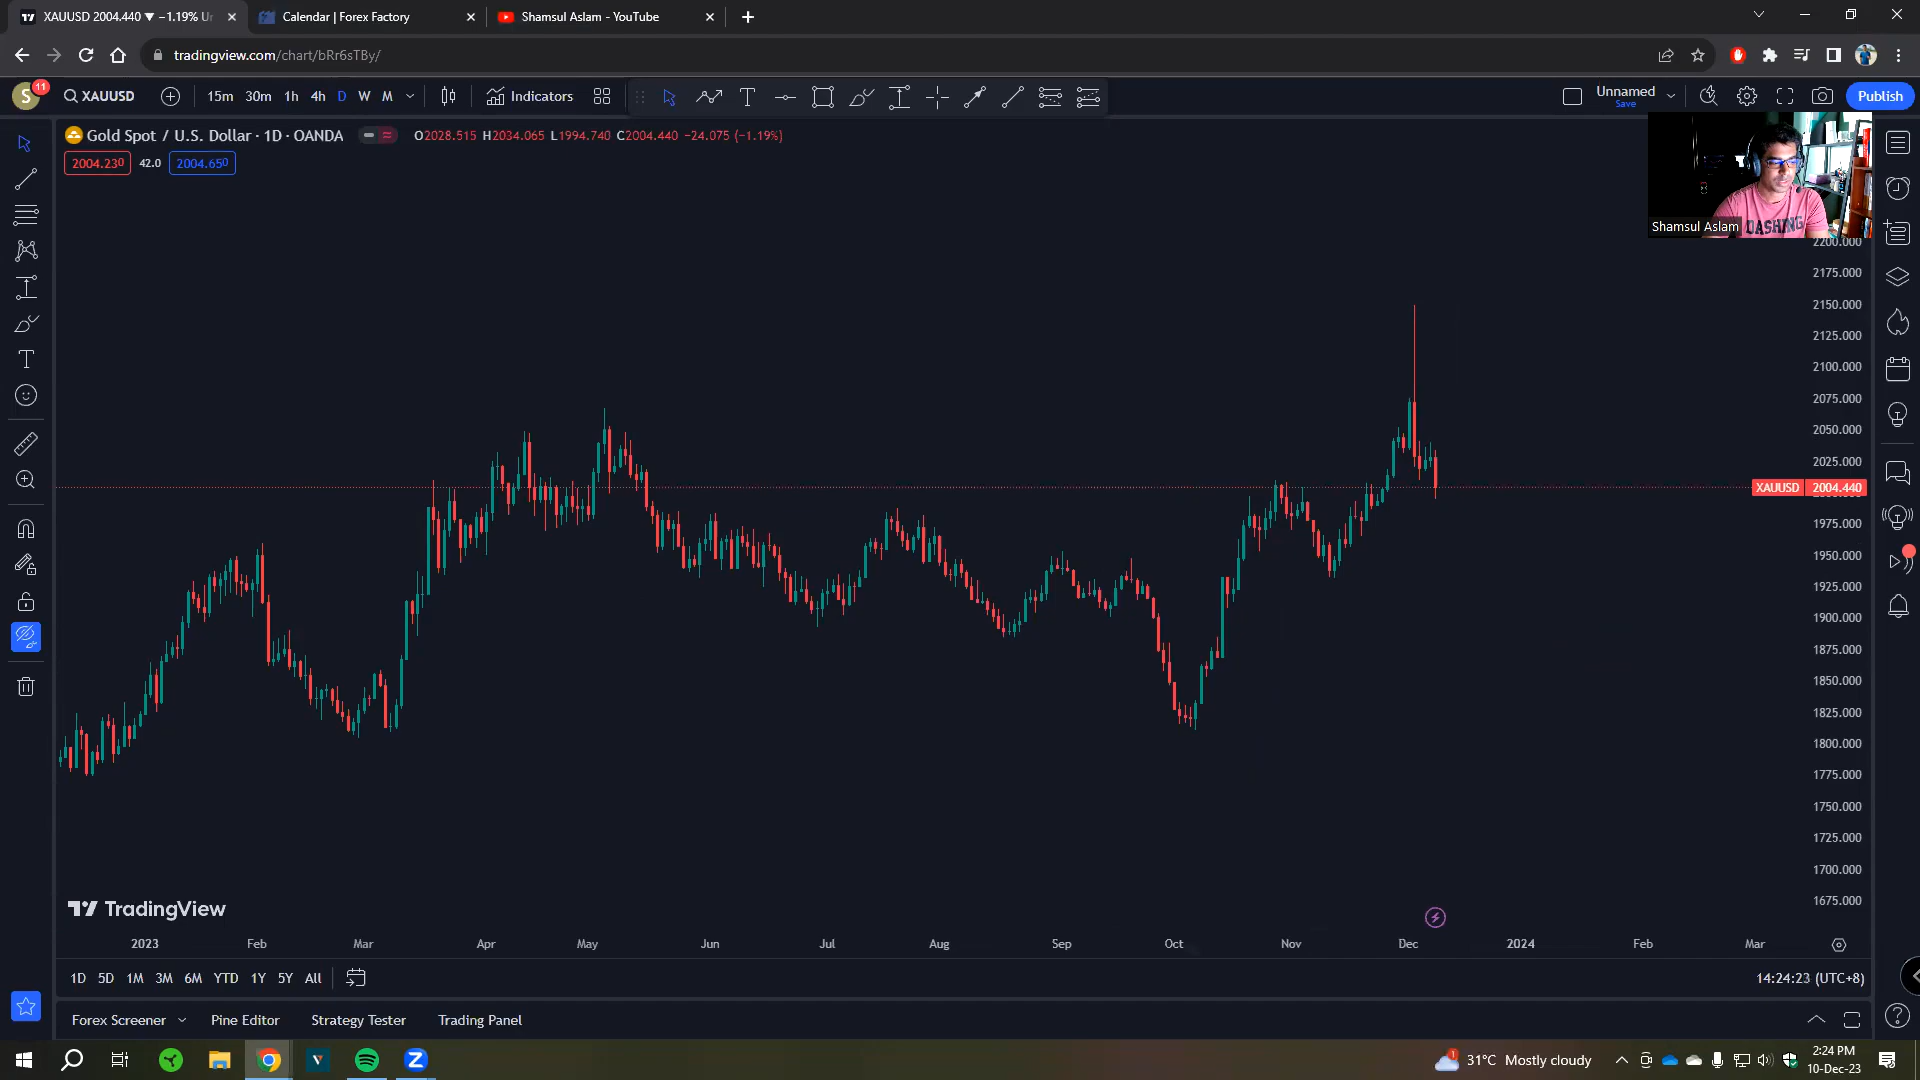 XAUUSD 2004.440 ▼ −1.19% Ur
Calendar | Forex Factory
Shamsul Aslam - YouTube
tradingview.com/chart/bRr6sTBy/
S
11
XAUUSD
15m 30m 1h 4h D W M
Indicators
Unnamed
Save
Publish
Gold Spot / U.S. Dollar · 1D · OANDA
O2028.515 H2034.065 L1994.740 C2004.440 −24.075 (−1.19%)
2004.230 42.0 2004.650
Shamsul Aslam
DASHING
2200.000
2175.000
2150.000
2125.000
2100.000
2075.000
2050.000
2025.000
XAUUSD 2004.440
1975.000
1950.000
1925.000
1900.000
1875.000
1850.000
1825.000
1800.000
1775.000
1750.000
1725.000
1700.000
1675.000
TradingView
2023 Feb Mar Apr May Jun Jul Aug Sep Oct Nov Dec 2024 Feb Mar
1D 5D 1M 3M 6M YTD 1Y 5Y All
14:24:23 (UTC+8)
Forex Screener Pine Editor Strategy Tester Trading Panel
1
31°C Mostly cloudy
2:24 PM
10-Dec-23